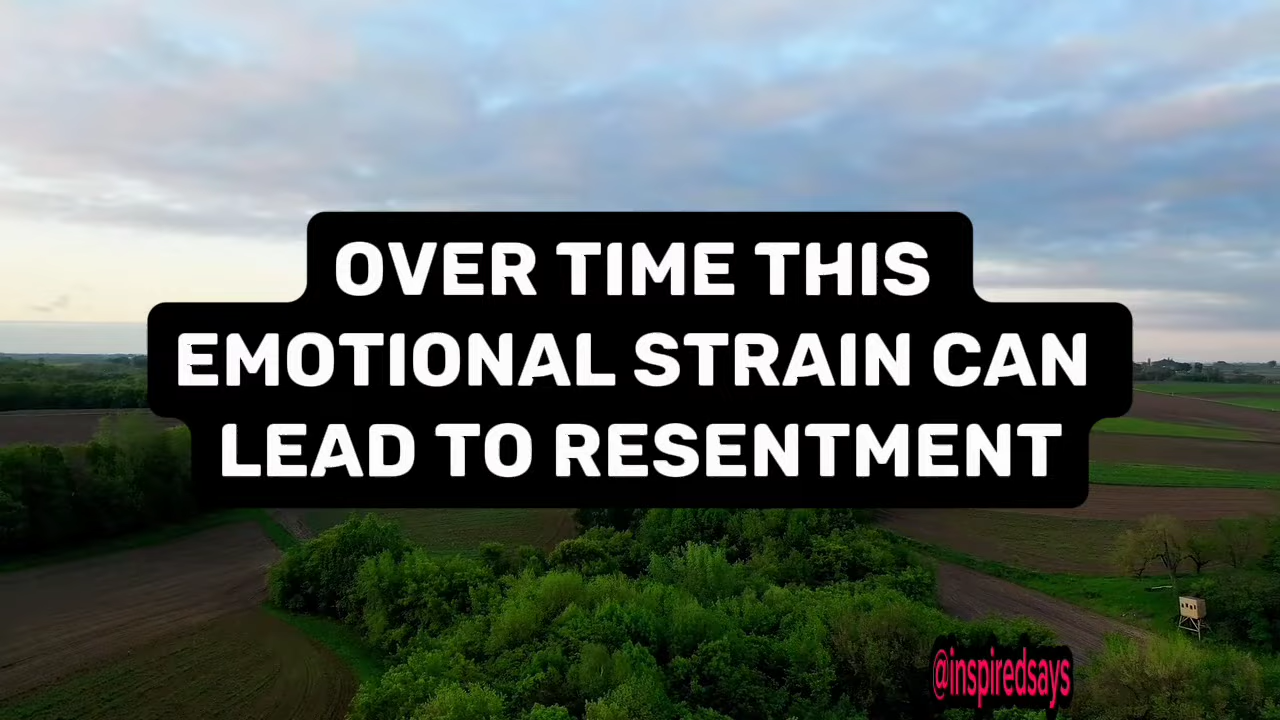 OVER TIME THIS
EMOTIONAL STRAIN CAN
LEAD TO RESENTMENT
@inspiredsays